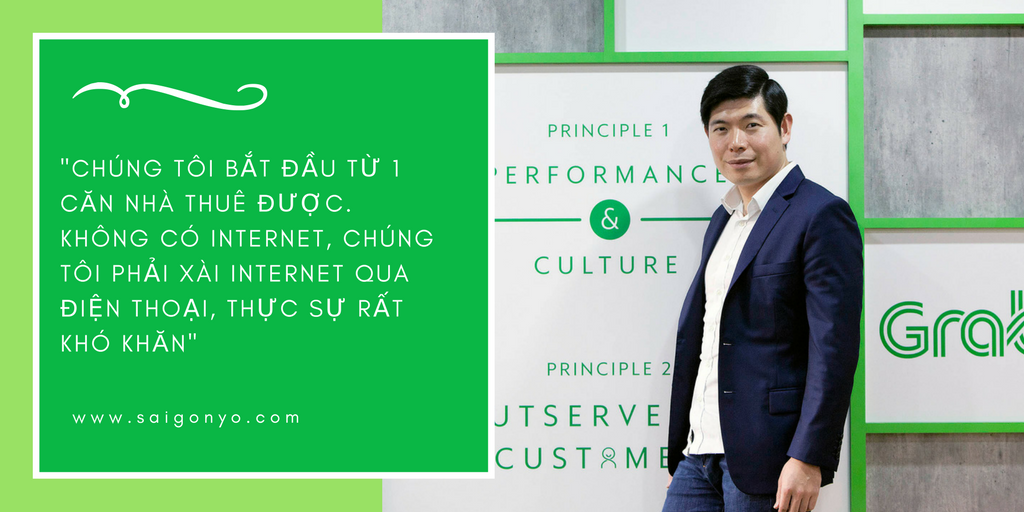 "CHÚNG TÔI BẮT ĐẦU TỪ 1
CĂN NHÀ THUÊ ĐƯỢC.
KHÔNG CÓ INTERNET, CHÚNG
TÔI PHẢI XÀI INTERNET QUA
ĐIỆN THOẠI, THỰC SỰ RẤT
KHÓ KHĂN"
www.saigonyo.com
PRINCIPLE 1
PERFORMANCE
&
CULTURE
PRINCIPLE 2
UTSERVE
CUSTOME
Grab